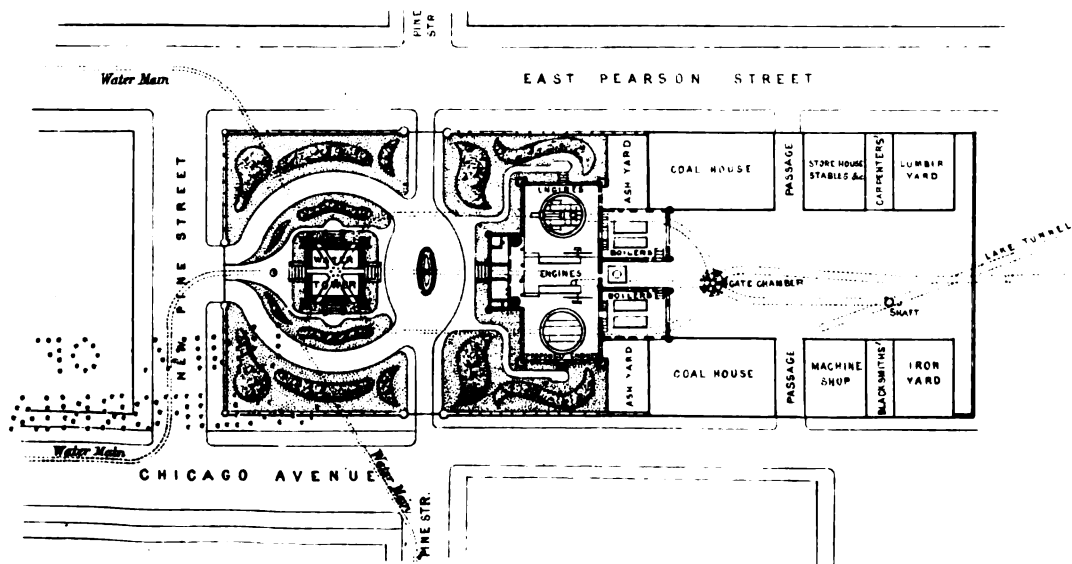 PINE
STR
Water Main
EAST PEARSON STREET
NEW PINE STREET
ENGINES
ASH YARD
COAL HOUSE
PASSAGE
STORE HOUSE
STABLES &c.
CARPENTERS'
LUMBER
YARD
WATER
TOWER
BOILERS
ENGINES
GATE CHAMBER
LAKE TUNNEL
SHAFT
BOILERS
ASH YARD
COAL HOUSE
PASSAGE
MACHINE
SHOP
BLACKSMITHS'
IRON
YARD
Water Main
CHICAGO AVENUE
Water Main
PINE STR.